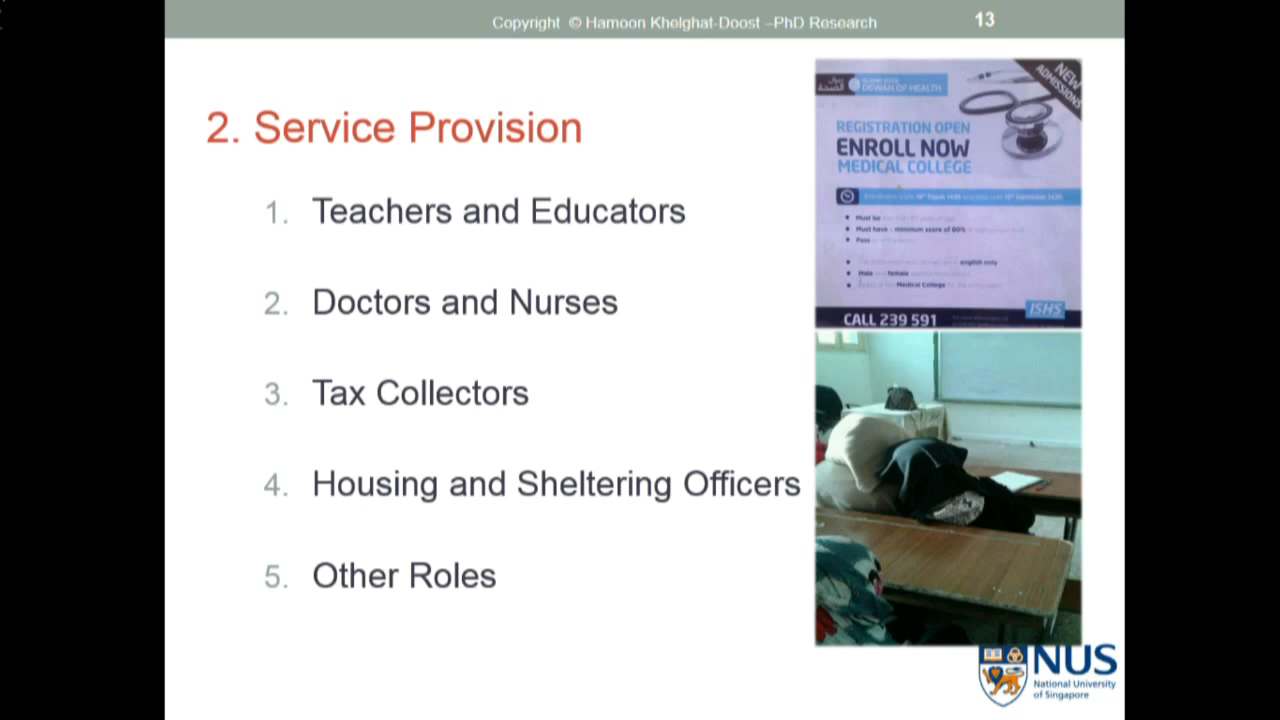 Copyright © Hamoon Khelghat-Doost –PhD Research
13
2. Service Provision
1. Teachers and Educators
2. Doctors and Nurses
3. Tax Collectors
4. Housing and Sheltering Officers
5. Other Roles
NEW ADMISSIONS
DEWAN OF HEALTH
REGISTRATION OPEN
ENROLL NOW
MEDICAL COLLEGE
Must be
Must have minimum score of 80%
Pass
english only
Male female
Medical College
ISHS
CALL 239 591
NUS
National University
of Singapore